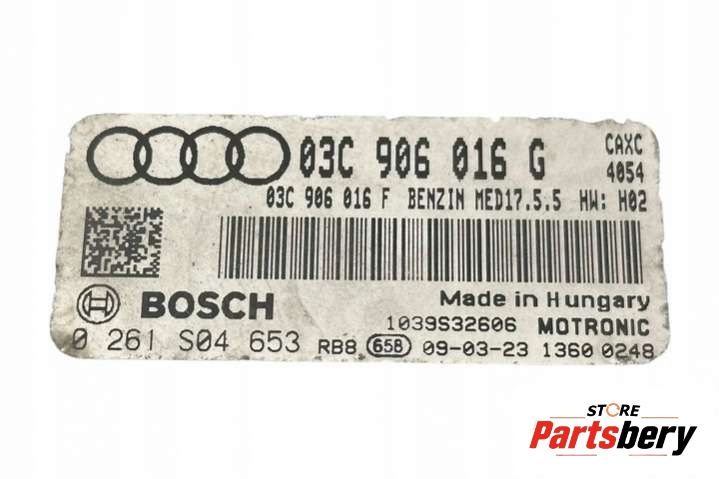 03C 906 016 G CAXC
4054
03C 906 016 F BENZIN MED17.5.5 HW: H02
BOSCH Made in Hungary
1039S32606 MOTRONIC
0 261 S04 653 RB8 658 09-03-23 1360 0248
STORE
Partsbery